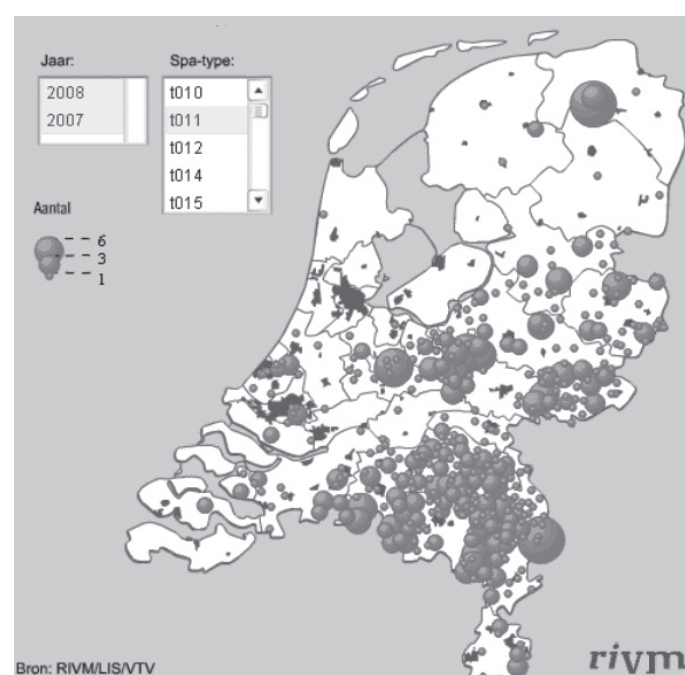 Jaar:
2008
2007
Spa-type:
t010
t011
t012
t014
t015
Aantal
6
3
1
Bron: RIVM/LIS/VTV
rivm